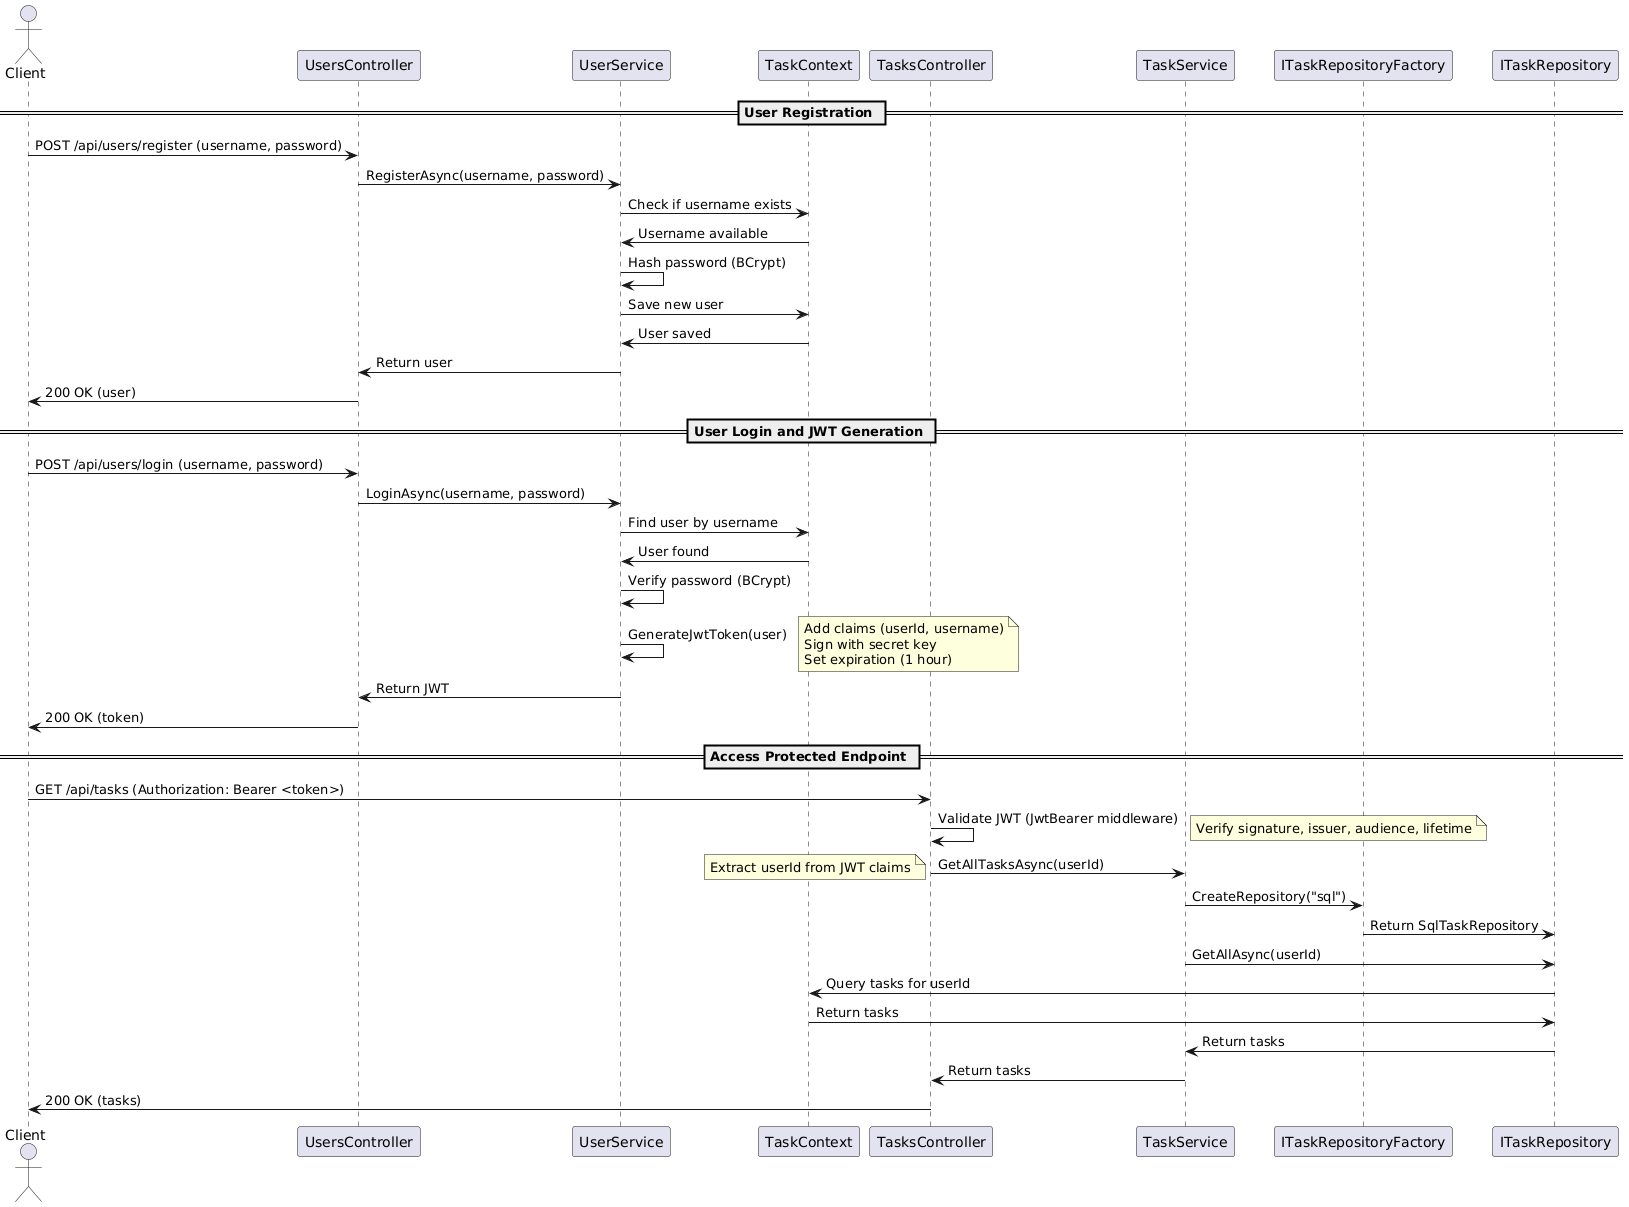 Client
UsersController
UserService
TaskContext
TasksController
TaskService
ITaskRepositoryFactory
ITaskRepository
User Registration
POST /api/users/register (username, password)
RegisterAsync(username, password)
Check if username exists
Username available
Hash password (BCrypt)
Save new user
User saved
Return user
200 OK (user)
User Login and JWT Generation
POST /api/users/login (username, password)
LoginAsync(username, password)
Find user by username
User found
Verify password (BCrypt)
GenerateJwtToken(user)
Add claims (userId, username)
Sign with secret key
Set expiration (1 hour)
Return JWT
200 OK (token)
Access Protected Endpoint
GET /api/tasks (Authorization: Bearer <token>)
Validate JWT (JwtBearer middleware)
Verify signature, issuer, audience, lifetime
Extract userId from JWT claims
GetAllTasksAsync(userId)
CreateRepository("sql")
Return SqlTaskRepository
GetAllAsync(userId)
Query tasks for userId
Return tasks
Return tasks
Return tasks
200 OK (tasks)
Client
UsersController
UserService
TaskContext
TasksController
TaskService
ITaskRepositoryFactory
ITaskRepository